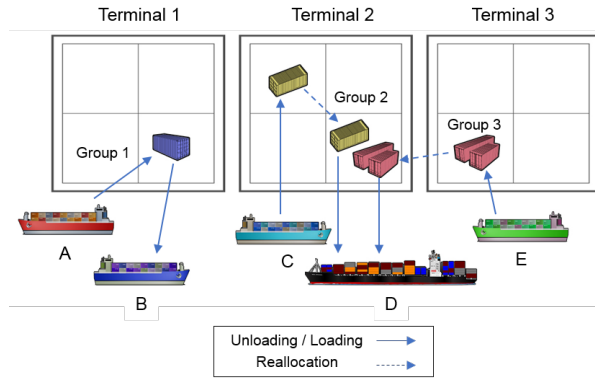 Terminal 1
Terminal 2
Terminal 3
Group 1
Group 2
Group 3
A
B
C
D
E
Unloading / Loading
Reallocation